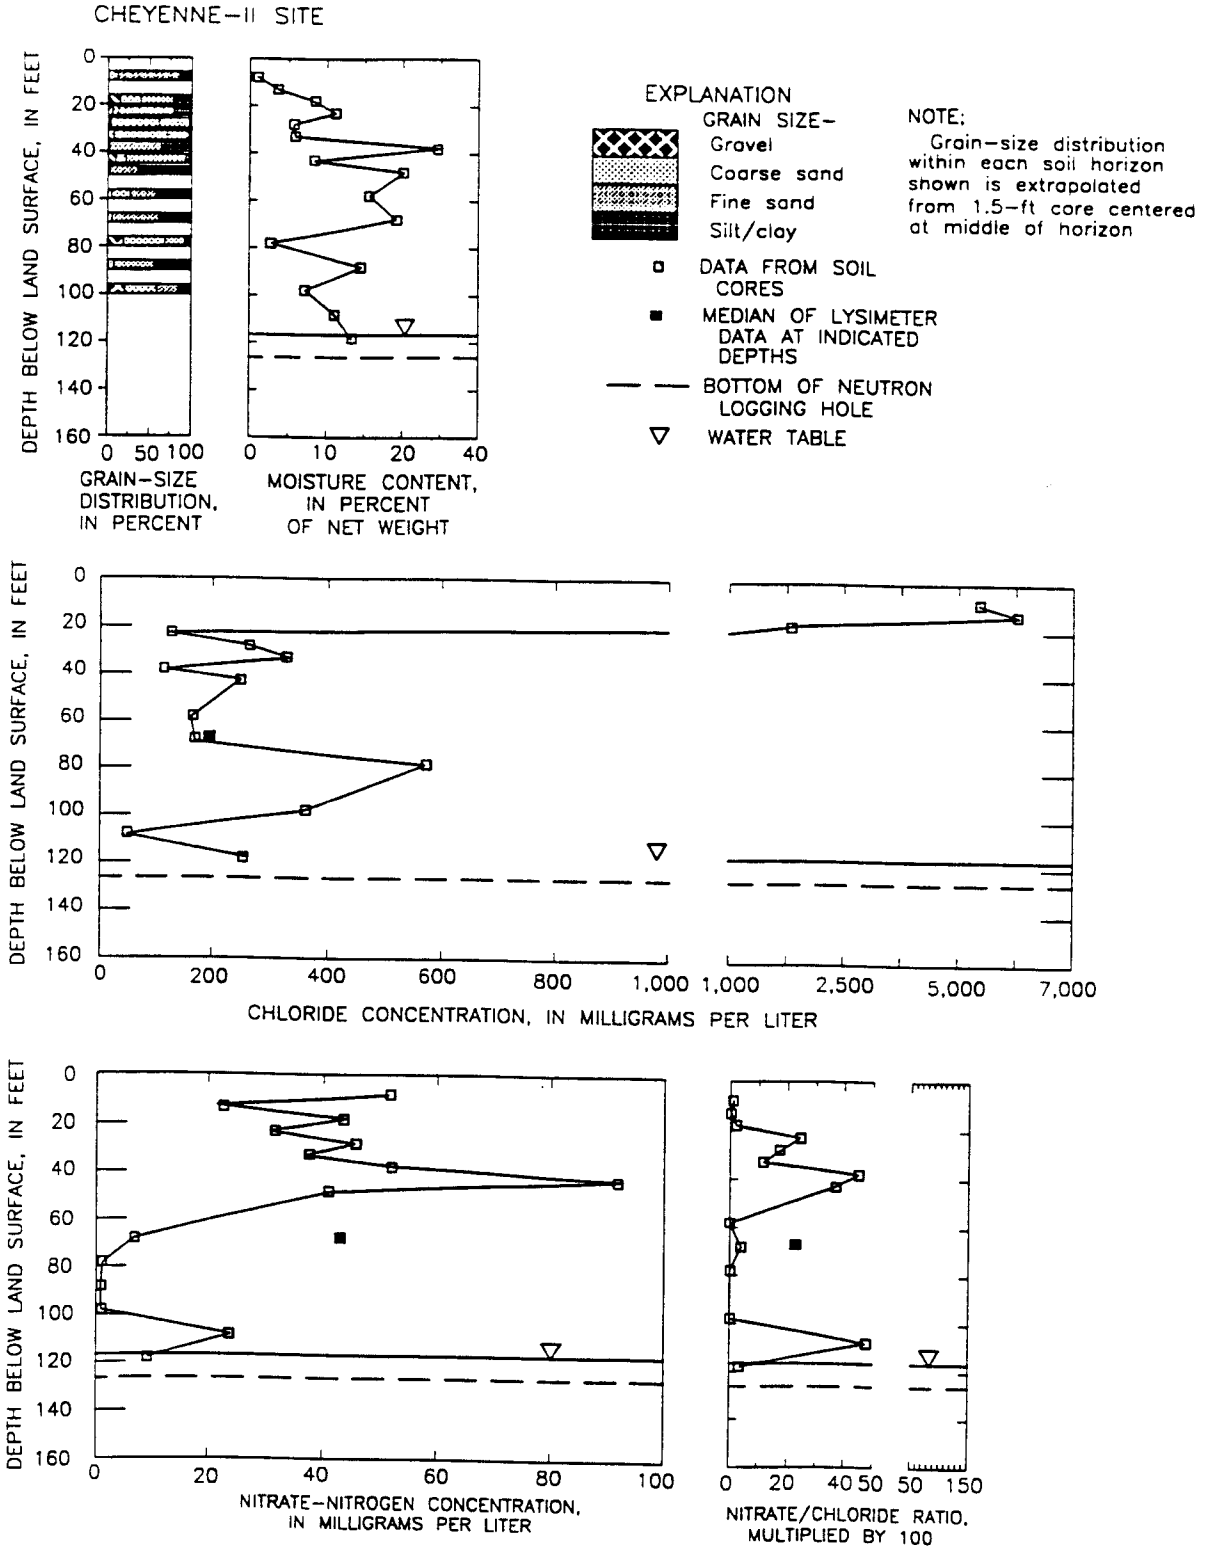 CHEYENNE-II SITE
DEPTH BELOW LAND SURFACE, IN FEET
0
20
40
60
80
100
120
140
160
0 50 100
GRAIN-SIZE
DISTRIBUTION,
IN PERCENT
0 10 20 40
MOISTURE CONTENT,
IN PERCENT
OF NET WEIGHT
EXPLANATION
GRAIN SIZE-
Gravel
Coarse sand
Fine sand
Silt/clay
DATA FROM SOIL
CORES
MEDIAN OF LYSIMETER
DATA AT INDICATED
DEPTHS
BOTTOM OF NEUTRON
LOGGING HOLE
WATER TABLE
NOTE:
Grain-size distribution
within each soil horizon
shown is extrapolated
from 1.5-ft core centered
at middle of horizon
DEPTH BELOW LAND SURFACE, IN FEET
0
20
40
60
80
100
120
140
160
0 200 400 600 800 1,000 1,000 2,500 5,000 7,000
CHLORIDE CONCENTRATION, IN MILLIGRAMS PER LITER
DEPTH BELOW LAND SURFACE, IN FEET
0
20
40
60
80
100
120
140
160
0 20 40 60 80 100
NITRATE-NITROGEN CONCENTRATION,
IN MILLIGRAMS PER LITER
0 20 40 50 50 150
NITRATE/CHLORIDE RATIO,
MULTIPLIED BY 100